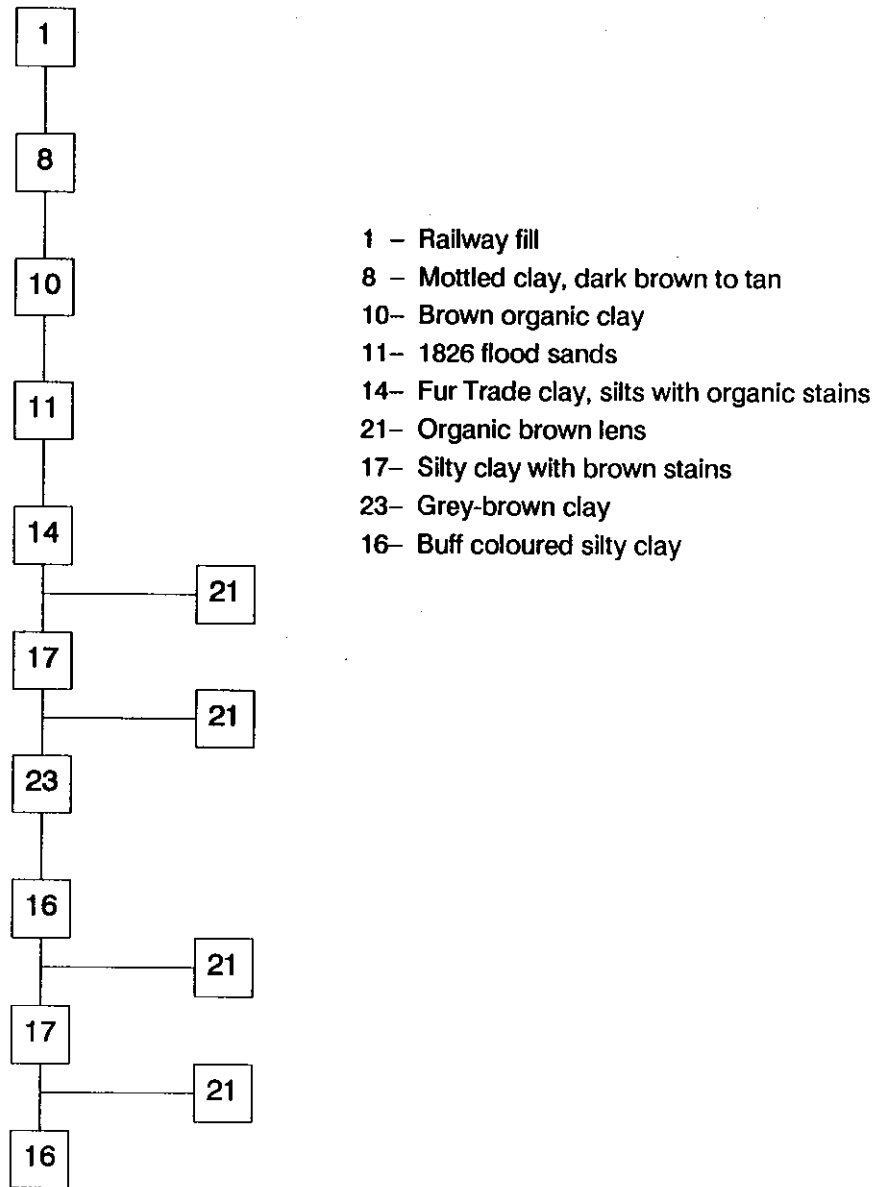 1
8
10
11
14
21
17
21
23
16
21
17
21
16
1 – Railway fill
8 – Mottled clay, dark brown to tan
10– Brown organic clay
11– 1826 flood sands
14– Fur Trade clay, silts with organic stains
21– Organic brown lens
17– Silty clay with brown stains
23– Grey-brown clay
16– Buff coloured silty clay